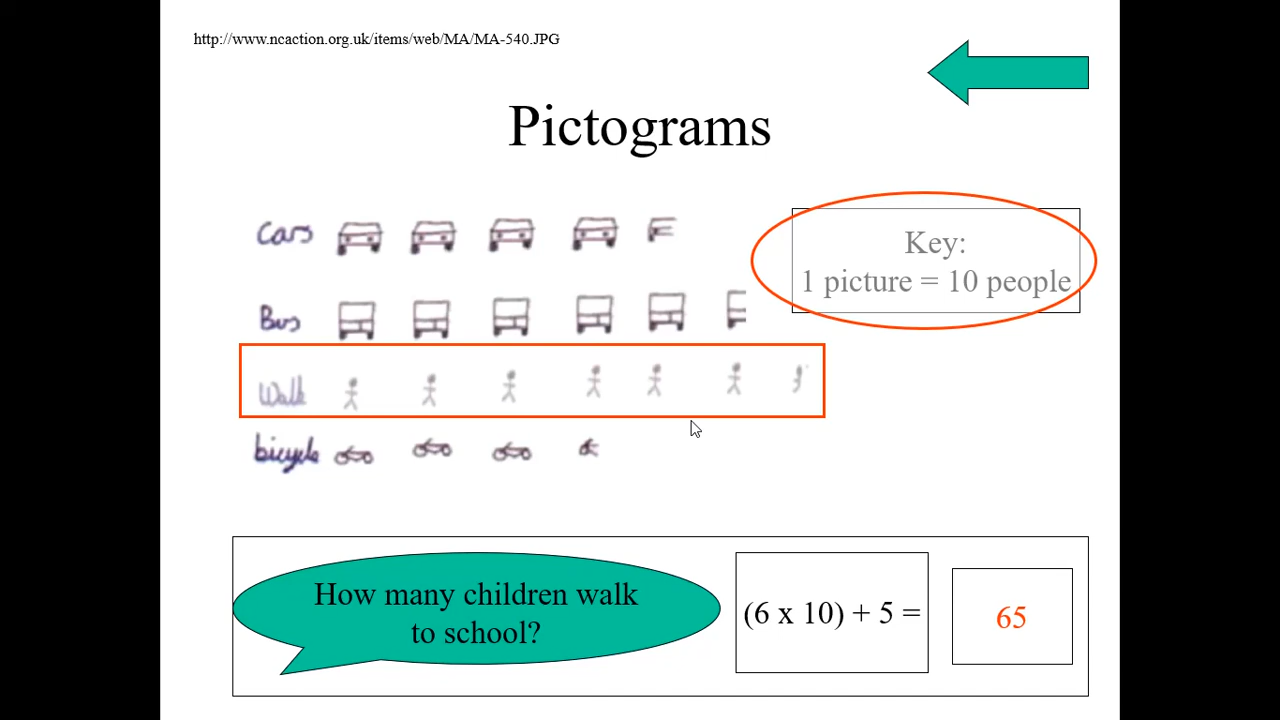 http://www.ncaction.org.uk/items/web/MA/MA-540.JPG
Pictograms
Cars
Key:
1 picture = 10 people
Bus
Walk
bicycle
How many children walk
to school?
(6 x 10) + 5 =
65